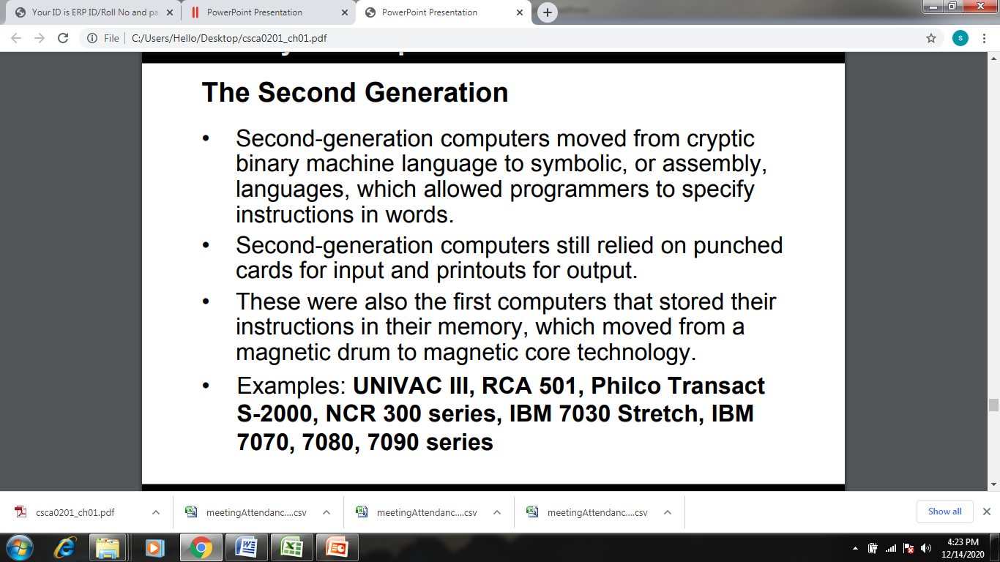 Your ID is ERP ID/Roll No and pa
PowerPoint Presentation
PowerPoint Presentation
File
C:/Users/Hello/Desktop/csca0201_ch01.pdf
s
The Second Generation
• Second-generation computers moved from cryptic
binary machine language to symbolic, or assembly,
languages, which allowed programmers to specify
instructions in words.
• Second-generation computers still relied on punched
cards for input and printouts for output.
• These were also the first computers that stored their
instructions in their memory, which moved from a
magnetic drum to magnetic core technology.
• Examples: UNIVAC III, RCA 501, Philco Transact
S-2000, NCR 300 series, IBM 7030 Stretch, IBM
7070, 7080, 7090 series
csca0201_ch01.pdf
meetingAttendanc....csv
meetingAttendanc....csv
meetingAttendanc....csv
Show all
4:23 PM
12/14/2020